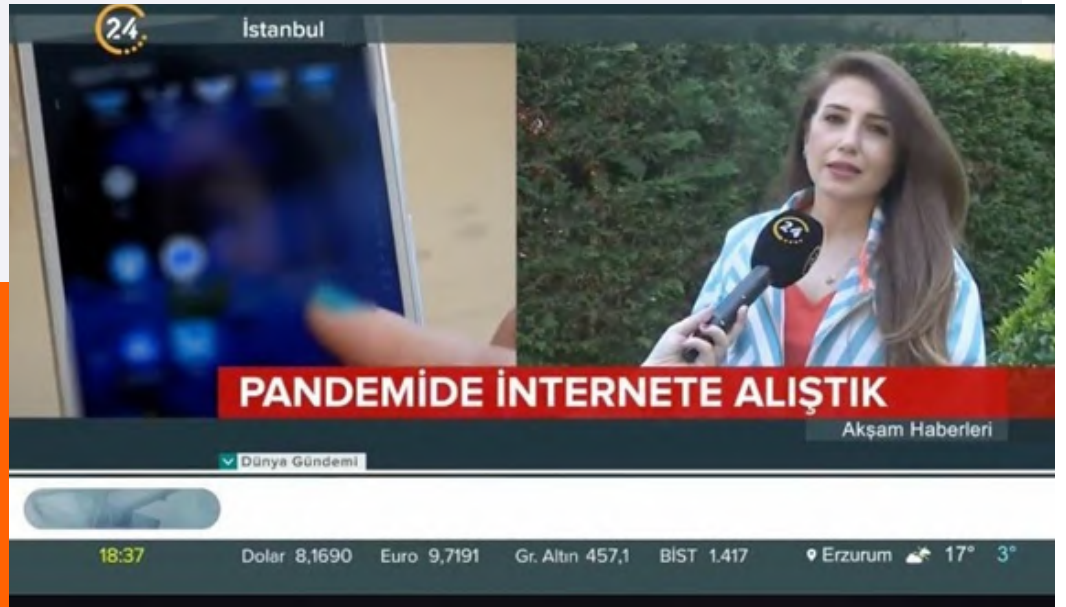 24
İstanbul
24
PANDEMİDE İNTERNETE ALIŞTIK
Akşam Haberleri
Dünya Gündemi
18:37 Dolar 8,1690 Euro 9,7191 Gr. Altın 457,1 BİST 1.417 Erzurum 17° 3°